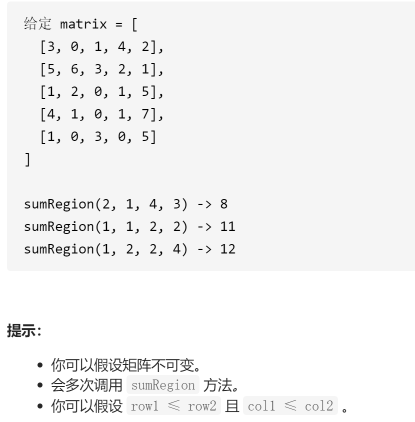 给定 matrix = [
  [3, 0, 1, 4, 2],
  [5, 6, 3, 2, 1],
  [1, 2, 0, 1, 5],
  [4, 1, 0, 1, 7],
  [1, 0, 3, 0, 5]
]
sumRegion(2, 1, 4, 3) -> 8
sumRegion(1, 1, 2, 2) -> 11
sumRegion(1, 2, 2, 4) -> 12
提示:
• 你可以假设矩阵不可变。
• 会多次调用 sumRegion 方法。
• 你可以假设 row1 ≤ row2 且 col1 ≤ col2 。